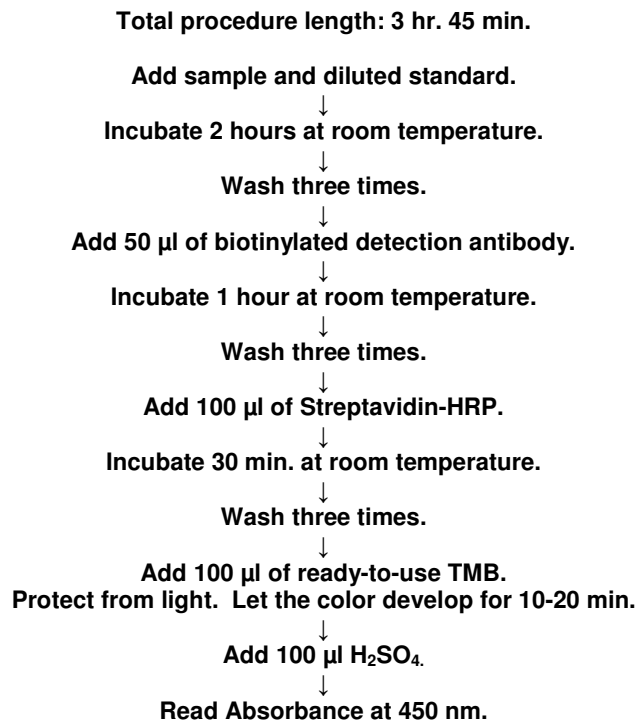 Total procedure length: 3 hr. 45 min.
Add sample and diluted standard.
↓
Incubate 2 hours at room temperature.
↓
Wash three times.
↓
Add 50 µl of biotinylated detection antibody.
↓
Incubate 1 hour at room temperature.
↓
Wash three times.
↓
Add 100 µl of Streptavidin-HRP.
↓
Incubate 30 min. at room temperature.
↓
Wash three times.
↓
Add 100 µl of ready-to-use TMB.
Protect from light.  Let the color develop for 10-20 min.
↓
Add 100 µl H₂SO₄.
↓
Read Absorbance at 450 nm.